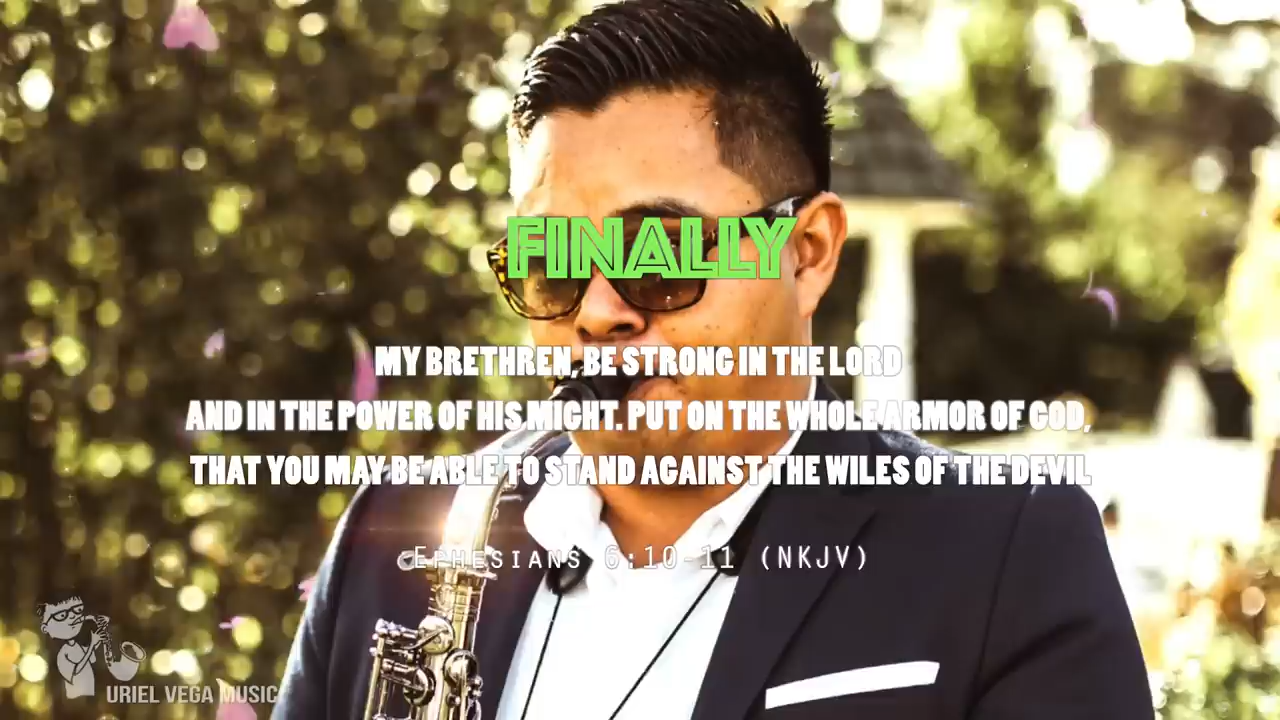 FINALLY
MY BRETHREN, BE STRONG IN THE LORD
AND IN THE POWER OF HIS MIGHT. PUT ON THE WHOLE ARMOR OF GOD,
THAT YOU MAY BE ABLE TO STAND AGAINST THE WILES OF THE DEVIL
EPHESIANS 6:10-11 (NKJV)
URIEL VEGA MUSIC